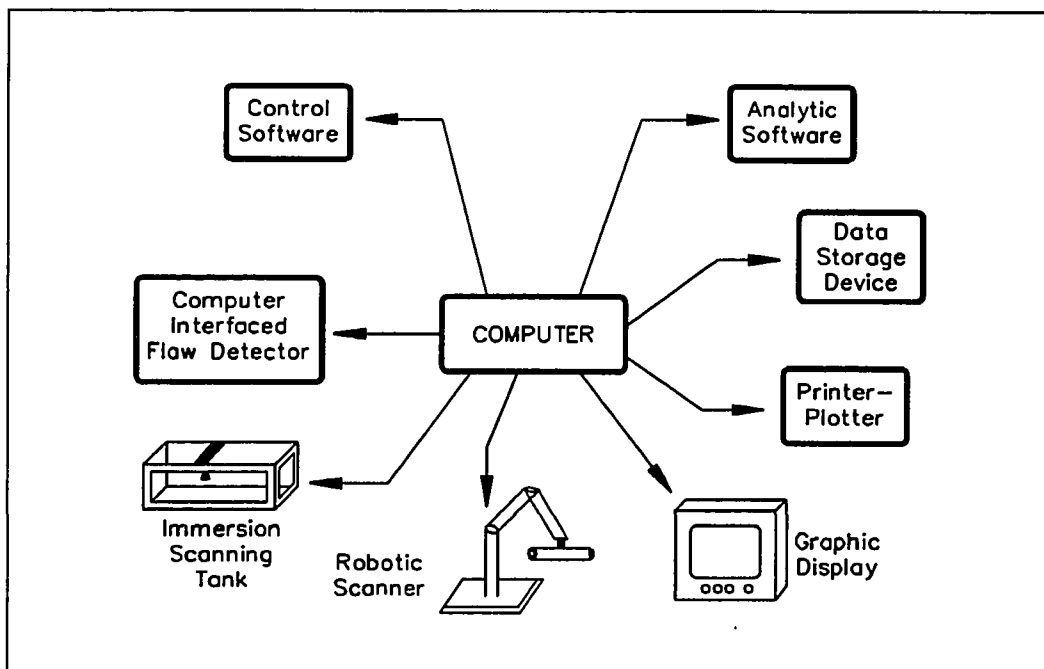 Control
Software
Analytic
Software
Data
Storage
Device
Computer
Interfaced
Flaw Detector
COMPUTER
Printer–
Plotter
Immersion
Scanning
Tank
Robotic
Scanner
Graphic
Display